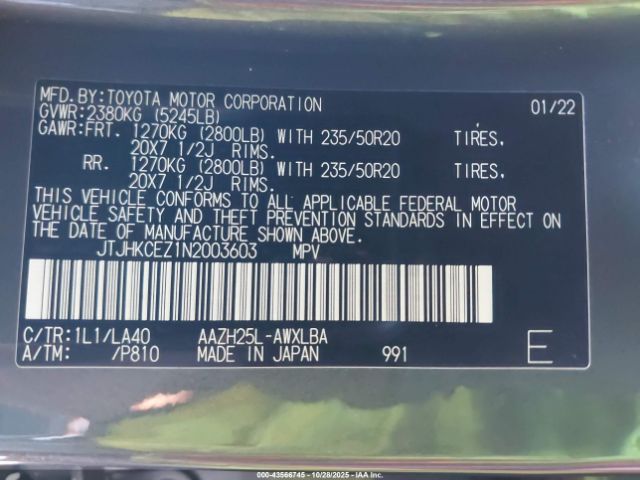 MFD.BY:TOYOTA MOTOR CORPORATION 01/22
GVWR:2380KG (5245LB)
GAWR:FRT. 1270KG (2800LB) WITH 235/50R20 TIRES.
20X7 1/2J RIMS.
RR. 1270KG (2800LB) WITH 235/50R20 TIRES.
20X7 1/2J RIMS.
THIS VEHICLE CONFORMS TO ALL APPLICABLE FEDERAL MOTOR
VEHICLE SAFETY AND THEFT PREVENTION STANDARDS IN EFFECT ON
THE DATE OF MANUFACTURE SHOWN ABOVE.
JTJHKCEZ1N2003603 MPV
C/TR:1L1/LA40 AAZH25L-AWXLBA
A/TM: /P810 MADE IN JAPAN 991 E
000-43566745 - 10/28/2025 - IAAI.com